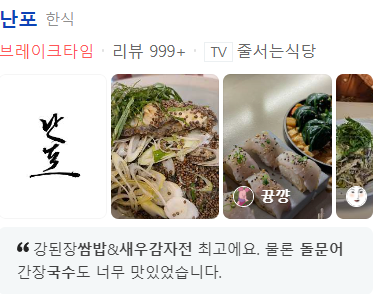 난포 한식
브레이크타임 · 리뷰 999+ · TV 줄서는식당
난포
끙깡
강된장쌈밥&새우감자전 최고에요. 물론 돌문어
간장국수도 너무 맛있었습니다.